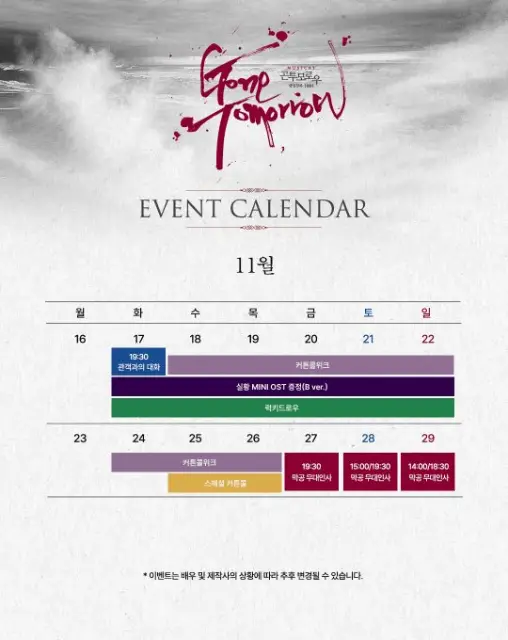 MUSICAL
Gone
곤투모로우
Tomorrow
EVENT CALENDAR
11월
월 화 수 목 금 토 일
16 17 18 19 20 21 22
19:30
관객과의 대화
커튼콜위크
실황 MINI OST 증정(B ver.)
럭키드로우
23 24 25 26 27 28 29
커튼콜위크
스페셜 커튼콜
19:30
막공 무대인사
15:00/19:30
막공 무대인사
14:00/18:30
막공 무대인사
* 이벤트는 배우 및 제작사의 상황에 따라 추후 변경될 수 있습니다.